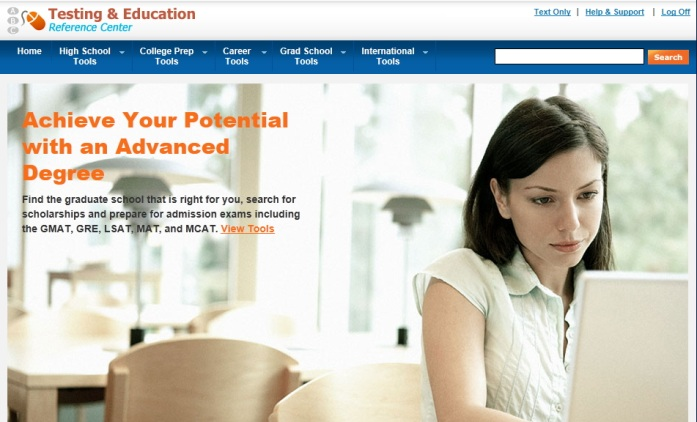 A
B
C
Testing & Education
Reference Center
Text Only | Help & Support | Log Off
Home
High School
Tools
College Prep
Tools
Career
Tools
Grad School
Tools
International
Tools
Search
Achieve Your Potential
with an Advanced
Degree
Find the graduate school that is right for you, search for
scholarships and prepare for admission exams including
the GMAT, GRE, LSAT, MAT, and MCAT. View Tools